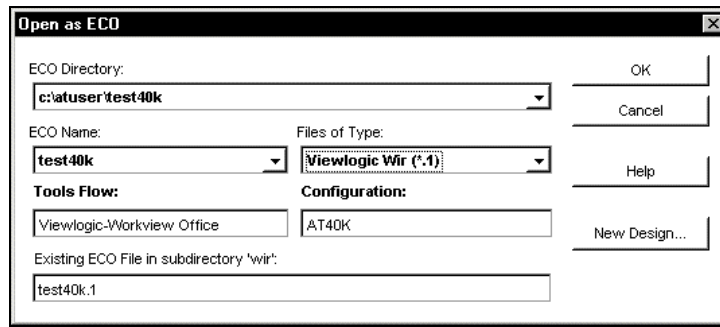 Open as ECO
ECO Directory:
c:\atuser\test40k
ECO Name:
Files of Type:
test40k
Viewlogic Wir (*.1)
Tools Flow:
Configuration:
Viewlogic-Workview Office
AT40K
Existing ECO File in subdirectory 'wir':
test40k.1
OK
Cancel
Help
New Design...